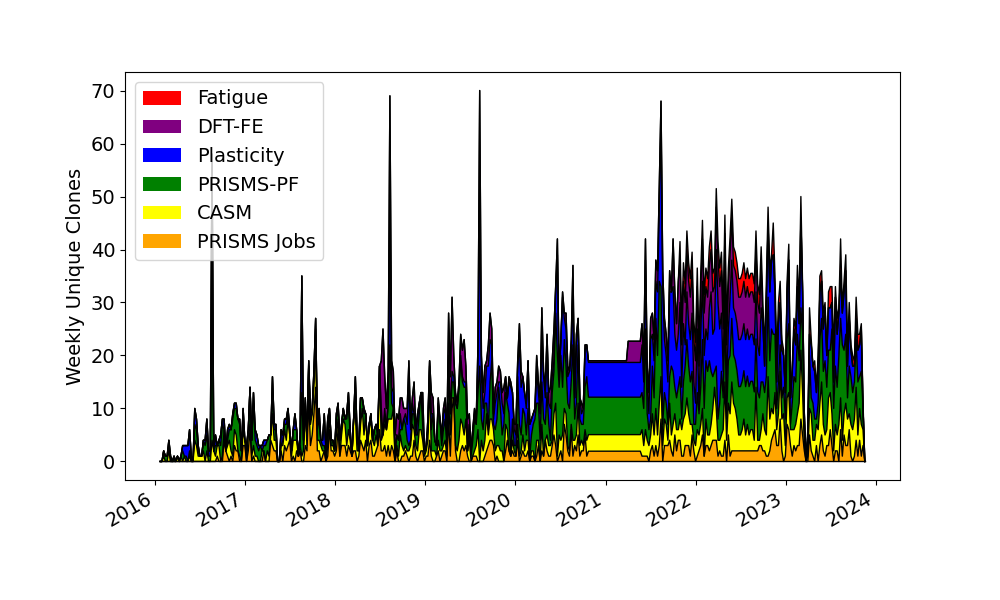 70
60
50
40
30
20
10
0
Weekly Unique Clones
Fatigue
DFT-FE
Plasticity
PRISMS-PF
CASM
PRISMS Jobs
2016
2017
2018
2019
2020
2021
2022
2023
2024